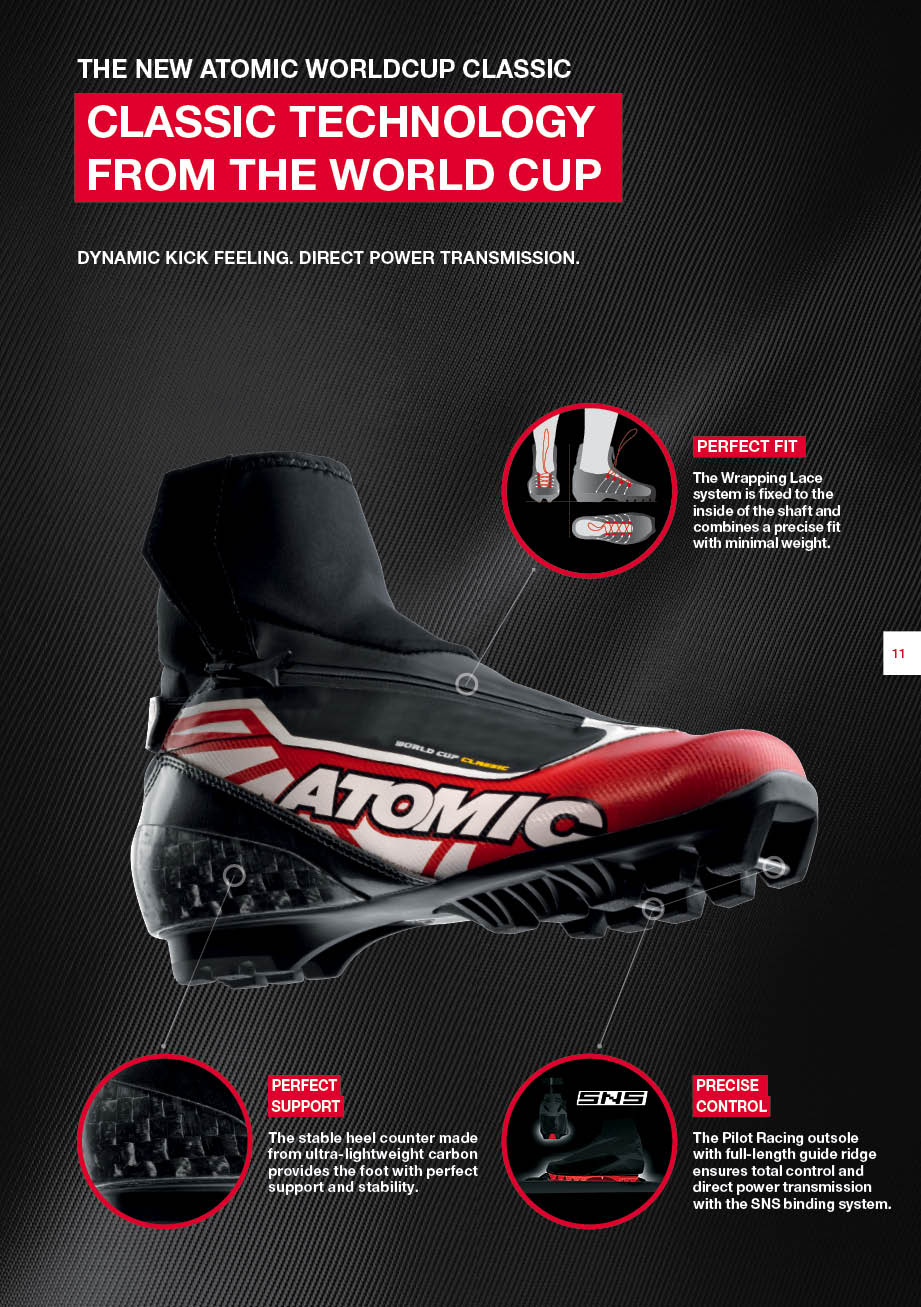 THE NEW ATOMIC WORLDCUP CLASSIC
CLASSIC TECHNOLOGY
FROM THE WORLD CUP
DYNAMIC KICK FEELING. DIRECT POWER TRANSMISSION.
PERFECT FIT
The Wrapping Lace
system is fixed to the
inside of the shaft and
combines a precise fit
with minimal weight.
11
WORLD CUP CLASSIC
ATOMIC
PERFECT
SUPPORT
The stable heel counter made
from ultra-lightweight carbon
provides the foot with perfect
support and stability.
SNS
PRECISE
CONTROL
The Pilot Racing outsole
with full-length guide ridge
ensures total control and
direct power transmission
with the SNS binding system.